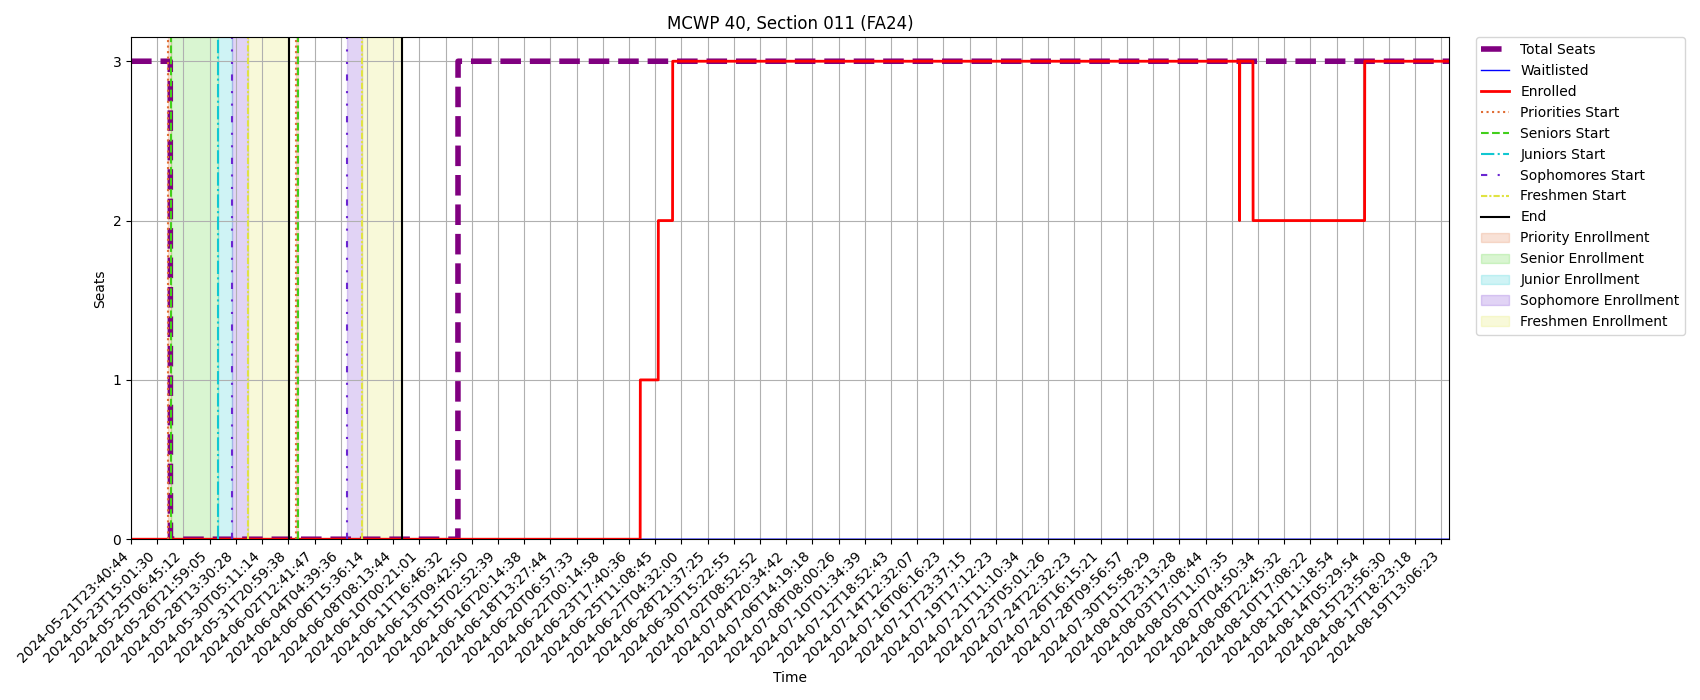 MCWP 40, Section 011 (FA24)
Seats
3
2
1
0
2024-05-21T23:40:44
2024-05-23T15:01:30
2024-05-25T06:45:12
2024-05-26T21:59:05
2024-05-28T13:30:28
2024-05-30T05:11:14
2024-05-31T20:59:38
2024-06-02T12:41:47
2024-06-04T04:39:36
2024-06-06T15:36:14
2024-06-08T08:13:44
2024-06-10T00:21:01
2024-06-11T16:46:32
2024-06-13T09:42:50
2024-06-15T02:52:39
2024-06-16T20:14:38
2024-06-18T13:27:44
2024-06-20T06:57:33
2024-06-22T00:14:58
2024-06-23T17:40:36
2024-06-25T11:08:45
2024-06-27T04:32:00
2024-06-28T21:37:25
2024-06-30T15:22:55
2024-07-02T08:52:52
2024-07-04T20:34:42
2024-07-06T14:19:18
2024-07-08T08:00:26
2024-07-10T01:34:39
2024-07-12T18:52:43
2024-07-14T12:32:07
2024-07-16T06:16:23
2024-07-17T23:37:15
2024-07-19T17:12:23
2024-07-21T11:10:34
2024-07-23T05:01:26
2024-07-24T22:32:23
2024-07-26T16:15:21
2024-07-28T09:56:57
2024-07-30T15:58:29
2024-08-01T23:13:28
2024-08-03T17:08:44
2024-08-05T11:07:35
2024-08-07T04:50:34
2024-08-08T22:45:32
2024-08-10T17:08:22
2024-08-12T11:18:54
2024-08-14T05:29:54
2024-08-15T23:56:30
2024-08-17T18:23:18
2024-08-19T13:06:23
Time
Total Seats
Waitlisted
Enrolled
Priorities Start
Seniors Start
Juniors Start
Sophomores Start
Freshmen Start
End
Priority Enrollment
Senior Enrollment
Junior Enrollment
Sophomore Enrollment
Freshmen Enrollment